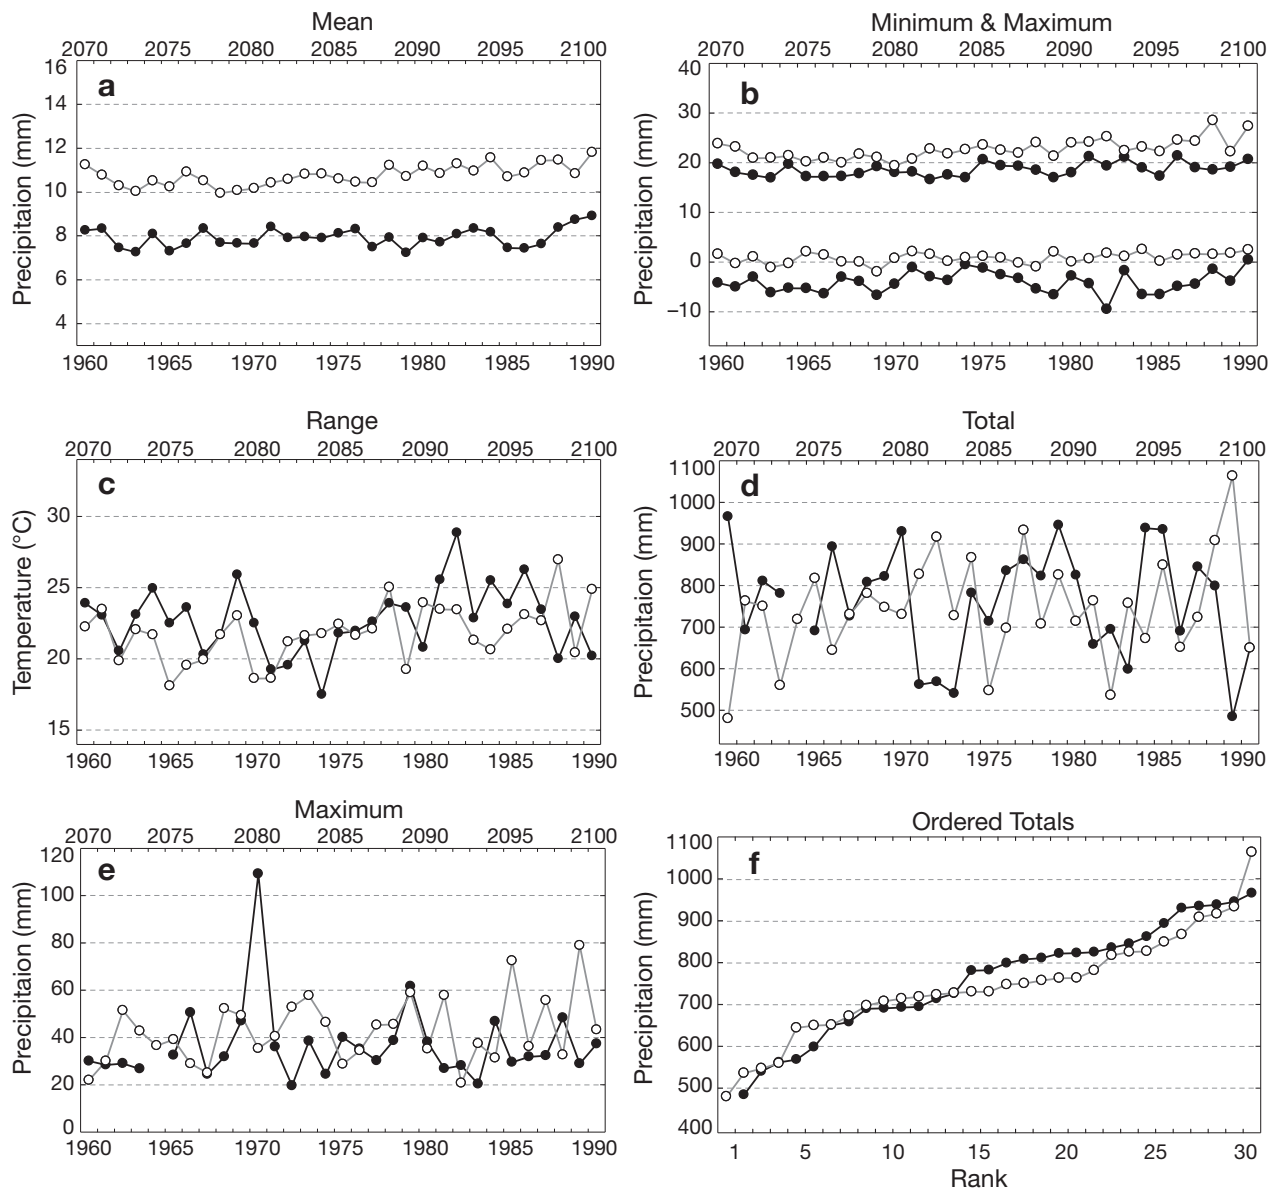 Mean
2070 2075 2080 2085 2090 2095 2100
a
Precipitaion (mm)
16
14
12
10
8
6
4
1960 1965 1970 1975 1980 1985 1990
Minimum & Maximum
2070 2075 2080 2085 2090 2095 2100
b
Precipitaion (mm)
40
30
20
10
0
−10
1960 1965 1970 1975 1980 1985 1990
Range
2070 2075 2080 2085 2090 2095 2100
c
Temperature (°C)
30
25
20
15
1960 1965 1970 1975 1980 1985 1990
Total
2070 2075 2080 2085 2090 2095 2100
d
Precipitaion (mm)
1100
1000
900
800
700
600
500
1960 1965 1970 1975 1980 1985 1990
Maximum
2070 2075 2080 2085 2090 2095 2100
e
Precipitaion (mm)
120
100
80
60
40
20
0
1960 1965 1970 1975 1980 1985 1990
Ordered Totals
f
Precipitaion (mm)
1100
1000
900
800
700
600
500
400
1 5 10 15 20 25 30
Rank